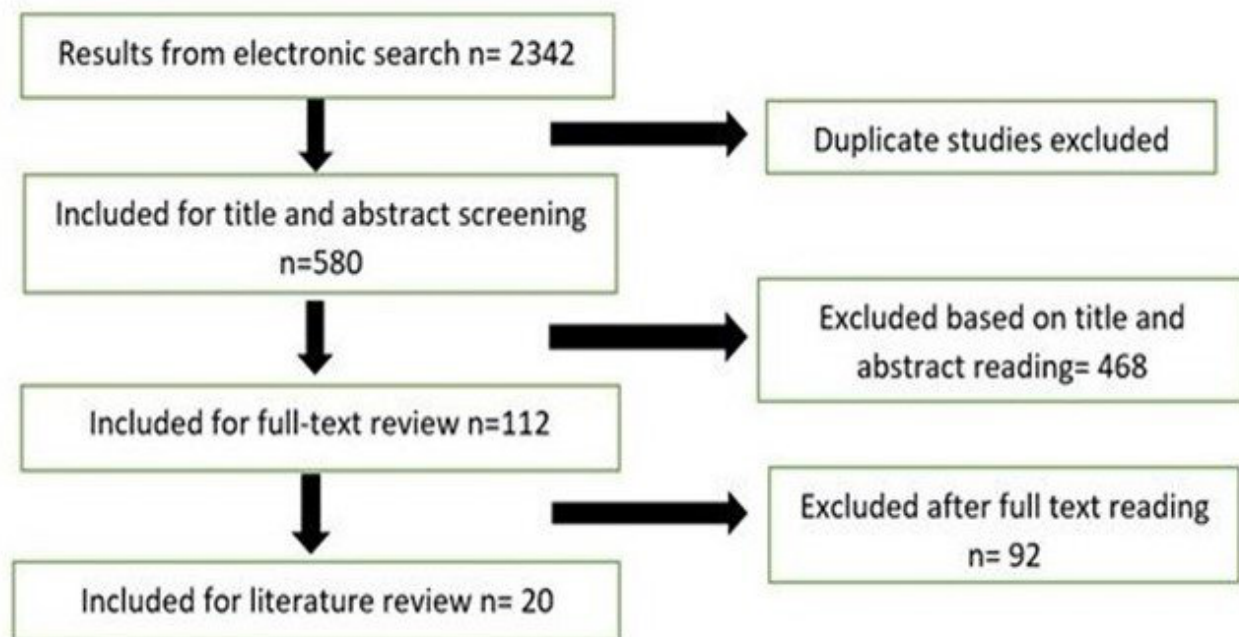 Results from electronic search n= 2342
Duplicate studies excluded
Included for title and abstract screening
n=580
Excluded based on title and
abstract reading= 468
Included for full-text review n=112
Excluded after full text reading
n= 92
Included for literature review n= 20